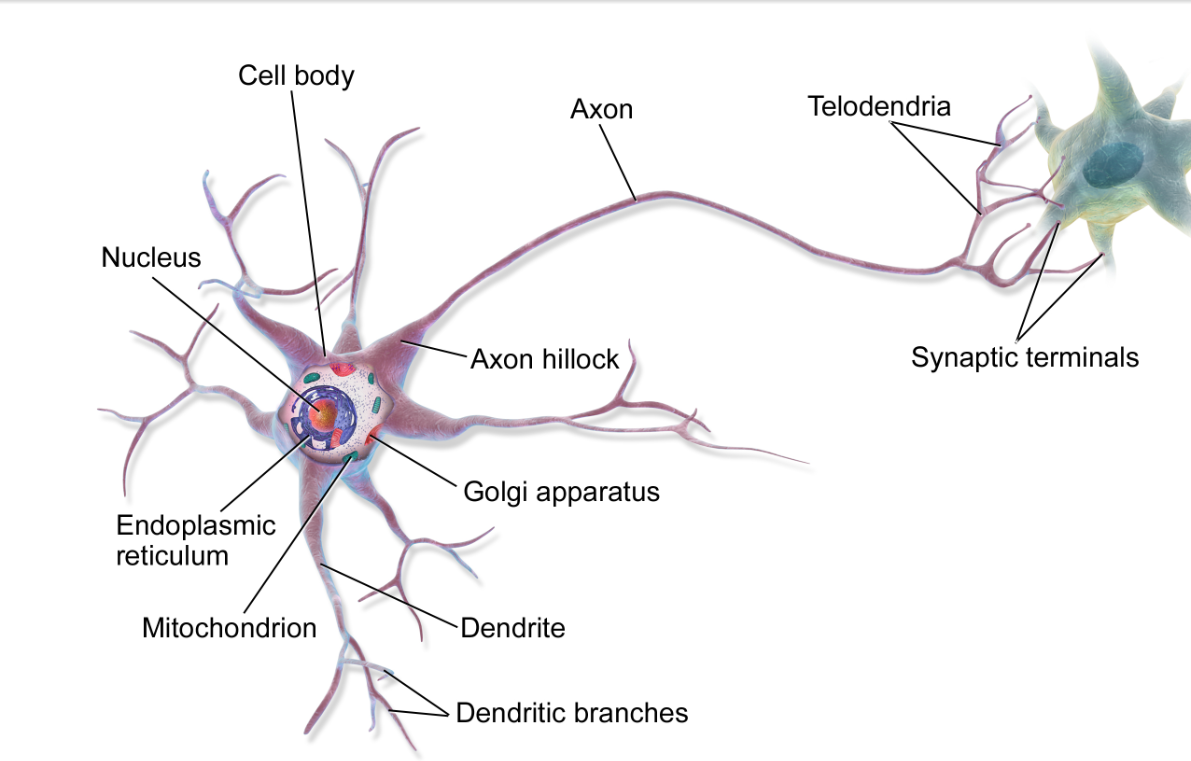 Cell body
Axon
Telodendria
Nucleus
Axon hillock
Synaptic terminals
Golgi apparatus
Endoplasmic
reticulum
Mitochondrion
Dendrite
Dendritic branches